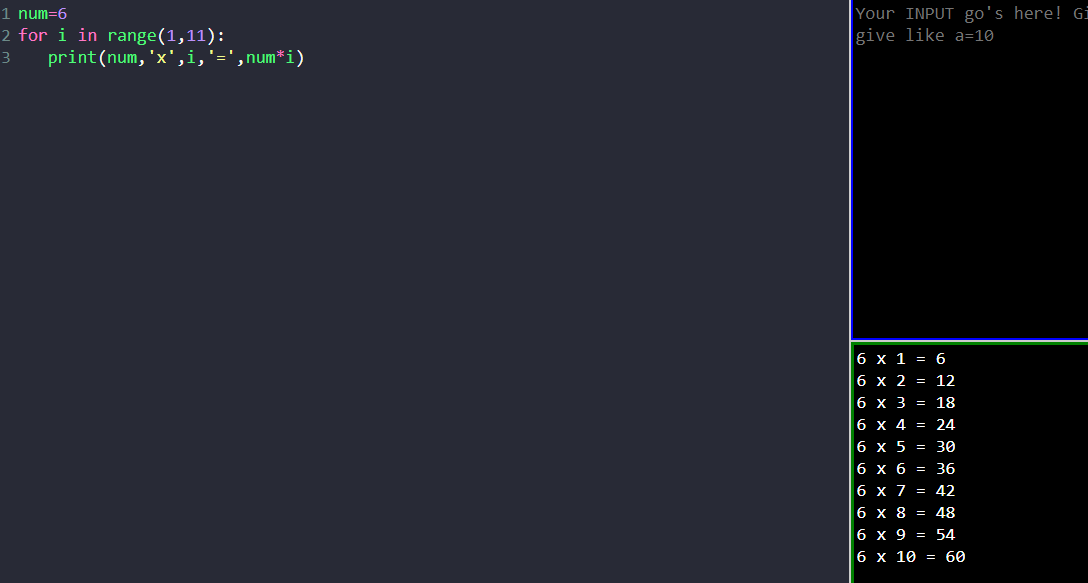 1 num=6
2 for i in range(1,11):
3    print(num,'x',i,'=',num*i)
Your INPUT go's here! Gi
give like a=10
6 x 1 = 6
6 x 2 = 12
6 x 3 = 18
6 x 4 = 24
6 x 5 = 30
6 x 6 = 36
6 x 7 = 42
6 x 8 = 48
6 x 9 = 54
6 x 10 = 60